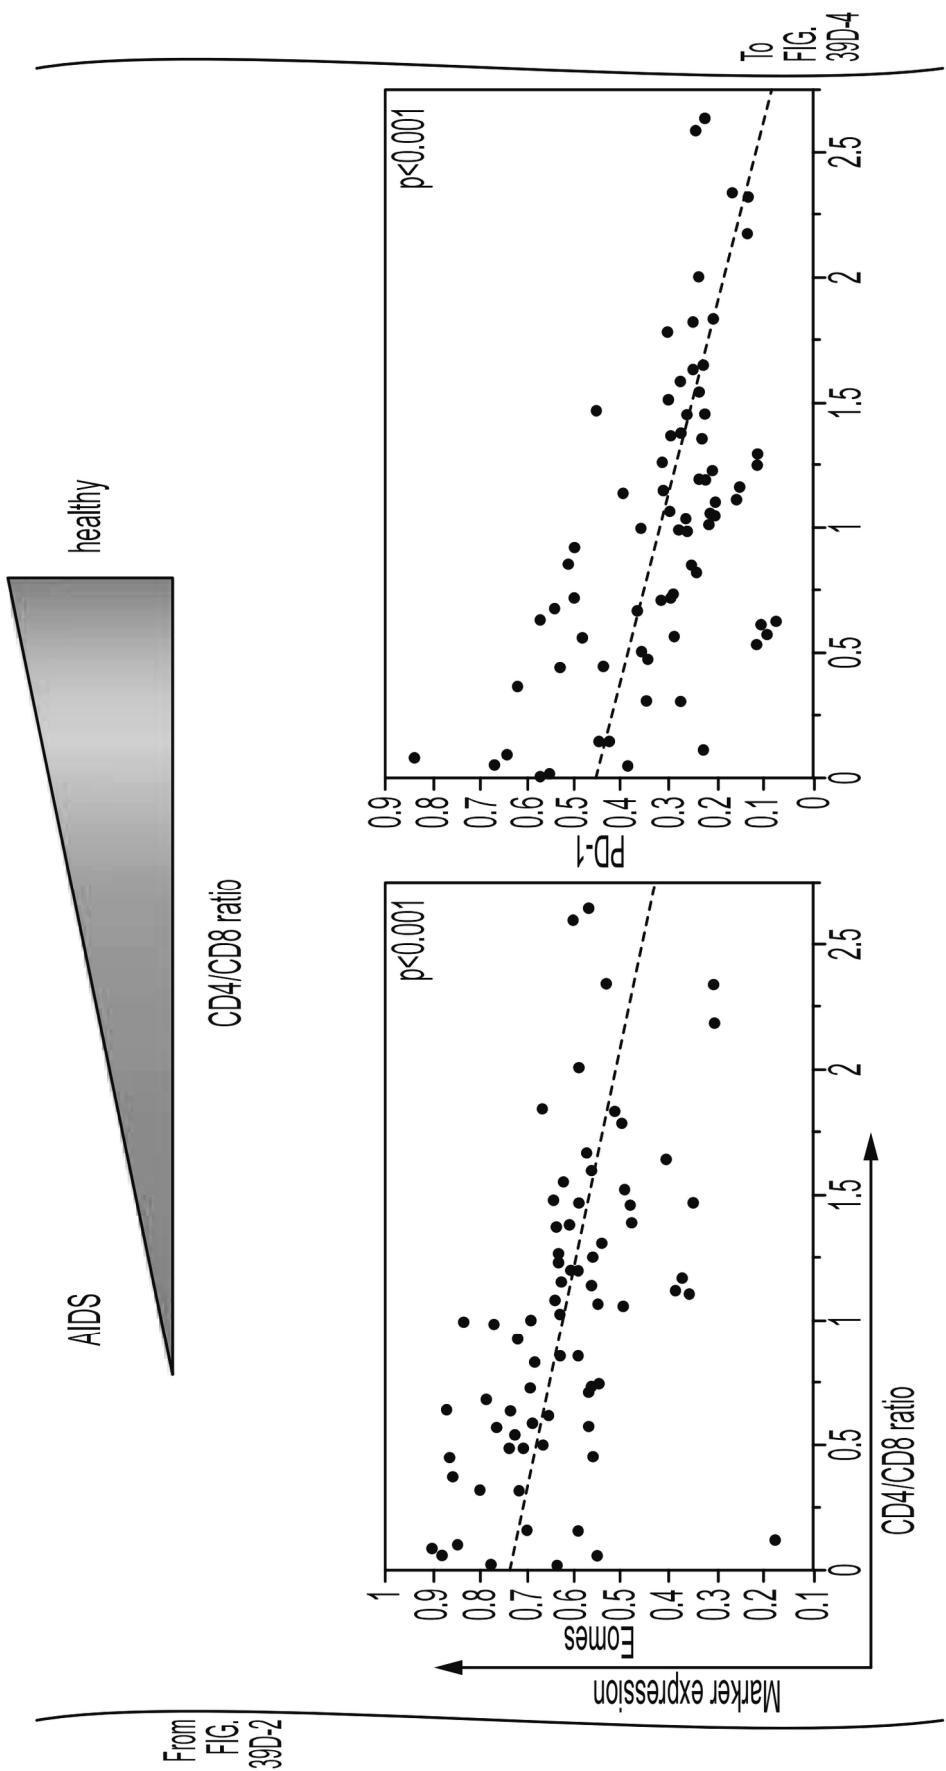 From
FIG.
39D-2
AIDS
healthy
CD4/CD8 ratio
Marker expression
Eomes
1
0.9
0.8
0.7
0.6
0.5
0.4
0.3
0.2
0.1
p<0.001
0
0.5
1
1.5
2
2.5
CD4/CD8 ratio
PD-1
0.9
0.8
0.7
0.6
0.5
0.4
0.3
0.2
0.1
0
p<0.001
0
0.5
1
1.5
2
2.5
To
FIG.
39D-4